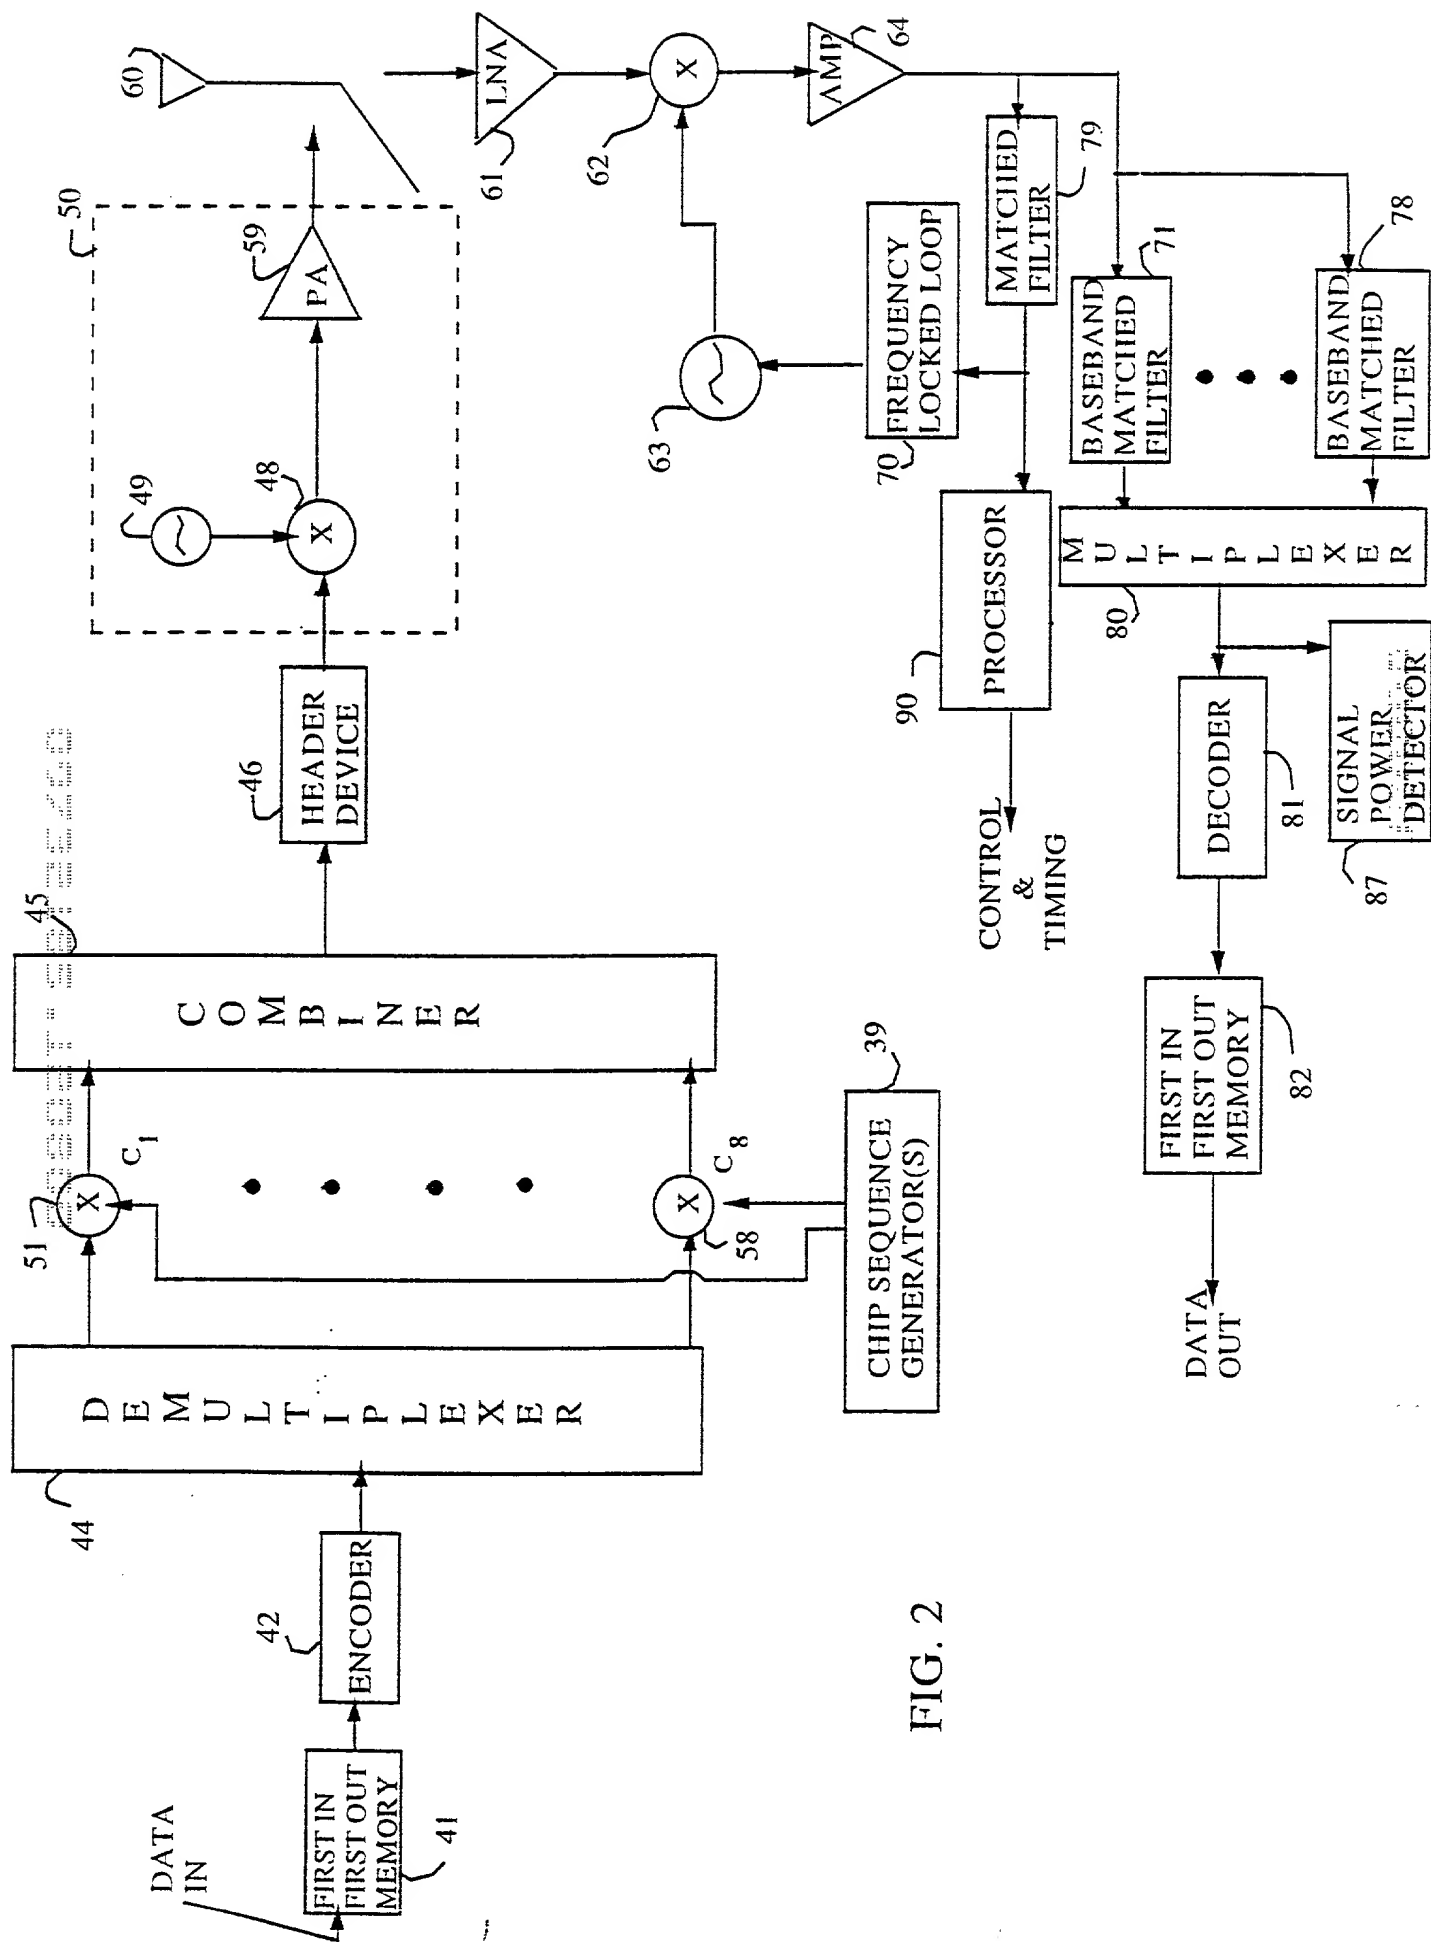 DATA
IN
FIRST IN
FIRST OUT
MEMORY
41
42
ENCODER
44
DEMULTIPLEXER
51
X
C1
X
C8
58
CHIP SEQUENCE
GENERATOR(S)
39
45
COMBINER
46
HEADER
DEVICE
50
49
48
X
59
PA
60
61
LNA
62
X
63
AMP
64
70
FREQUENCY
LOCKED LOOP
MATCHED
FILTER
79
90
PROCESSOR
CONTROL
&
TIMING
BASEBAND
MATCHED
FILTER
71
BASEBAND
MATCHED
FILTER
78
80
MULTIPLEXER
DECODER
81
SIGNAL
POWER
DETECTOR
87
FIRST IN
FIRST OUT
MEMORY
82
DATA
OUT
FIG. 2